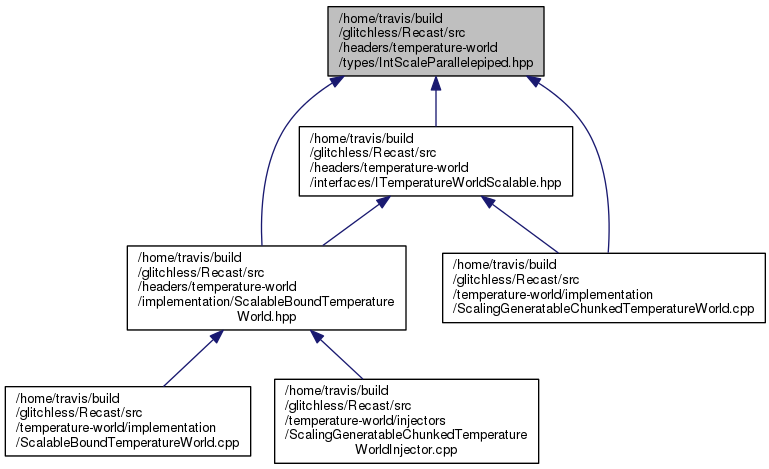 /home/travis/build
/glitchless/Recast/src
/headers/temperature-world
/types/IntScaleParallelepiped.hpp
/home/travis/build
/glitchless/Recast/src
/headers/temperature-world
/interfaces/ITemperatureWorldScalable.hpp
/home/travis/build
/glitchless/Recast/src
/headers/temperature-world
/implementation/ScalableBoundTemperature
World.hpp
/home/travis/build
/glitchless/Recast/src
/temperature-world/implementation
/ScalingGeneratableChunkedTemperatureWorld.cpp
/home/travis/build
/glitchless/Recast/src
/temperature-world/implementation
/ScalableBoundTemperatureWorld.cpp
/home/travis/build
/glitchless/Recast/src
/temperature-world/injectors
/ScalingGeneratableChunkedTemperature
WorldInjector.cpp